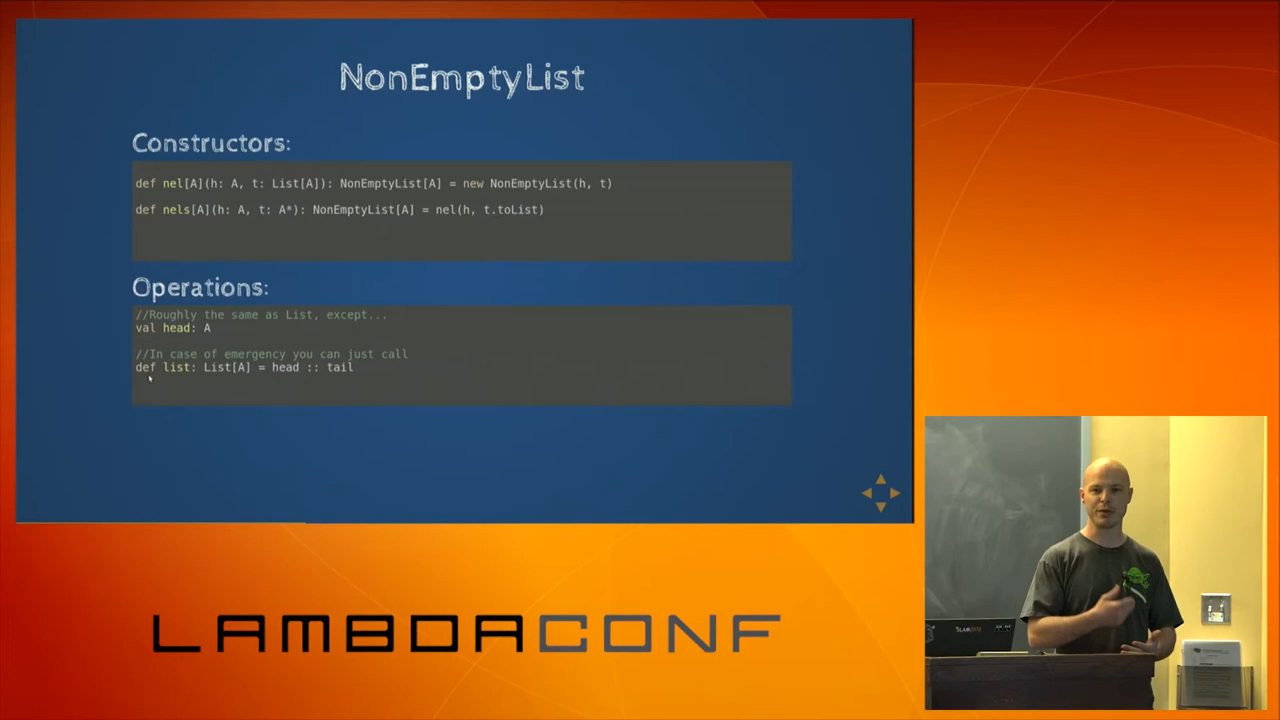 NonEmptyList
Constructors:
def nel[A](h: A, t: List[A]): NonEmptyList[A] = new NonEmptyList(h, t)
def nels[A](h: A, t: A*): NonEmptyList[A] = nel(h, t.toList)
Operations:
//Roughly the same as List, except...
val head: A
//In case of emergency you can just call
def list: List[A] = head :: tail
LAMBDACONF